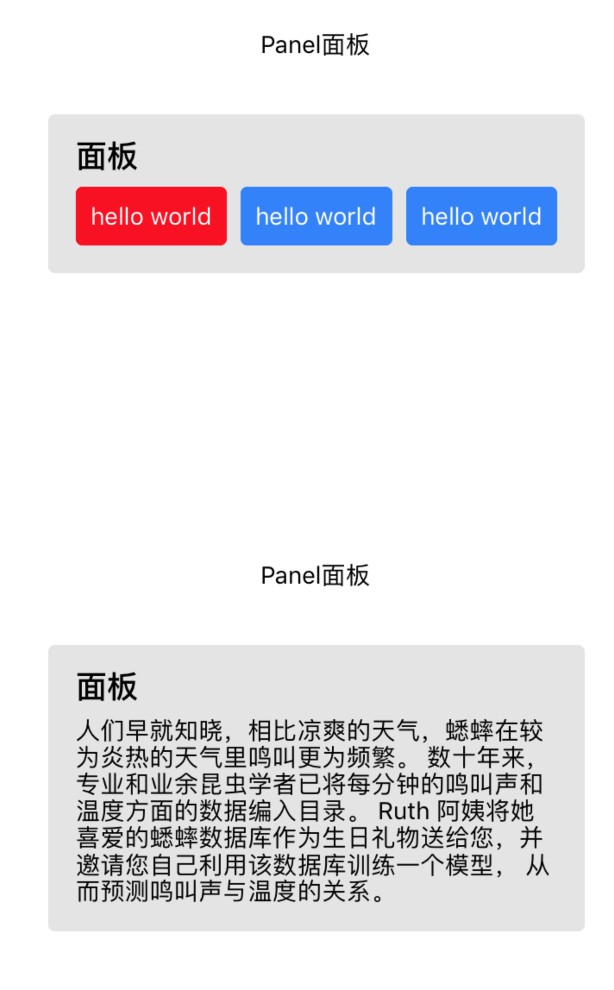 Panel面板
面板
hello world hello world hello world
Panel面板
面板
人们早就知晓，相比凉爽的天气，蟋蟀在较
为炎热的天气里鸣叫更为频繁。 数十年来，
专业和业余昆虫学者已将每分钟的鸣叫声和
温度方面的数据编入目录。 Ruth 阿姨将她
喜爱的蟋蟀数据库作为生日礼物送给您，并
邀请您自己利用该数据库训练一个模型， 从
而预测鸣叫声与温度的关系。